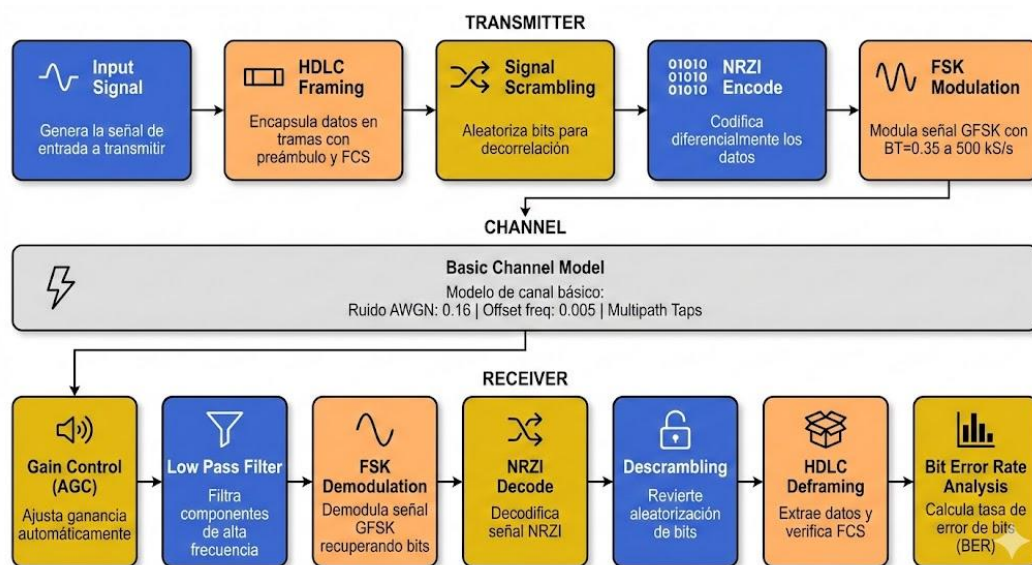 TRANSMITTER
Input
Signal
Genera la señal de
entrada a transmitir
HDLC
Framing
Encapsula datos en
tramas con
preámbulo y FCS
Signal
Scrambling
Aleatoriza bits para
decorrelación
01010
01010
01010
NRZI
Encode
Codifica
diferencialmente los
datos
FSK
Modulation
Modula señal GFSK con
BT=0.35 a 500 kS/s
CHANNEL
Basic Channel Model
Modelo de canal básico:
Ruido AWGN: 0.16 | Offset freq: 0.005 | Multipath Taps
RECEIVER
Gain Control
(AGC)
Ajusta ganancia
automáticamente
Low Pass Filter
Filtra
componentes
de alta
frecuencia
FSK
Demodulation
Demodula señal
GFSK
recuperando bits
NRZI
Decode
Decodifica
señal NRZI
Descrambling
Revierte
aleatorización
de bits
HDLC
Deframing
Extrae datos y
verifica FCS
Bit Error Rate
Analysis
Calcula tasa de
error de bits
(BER)